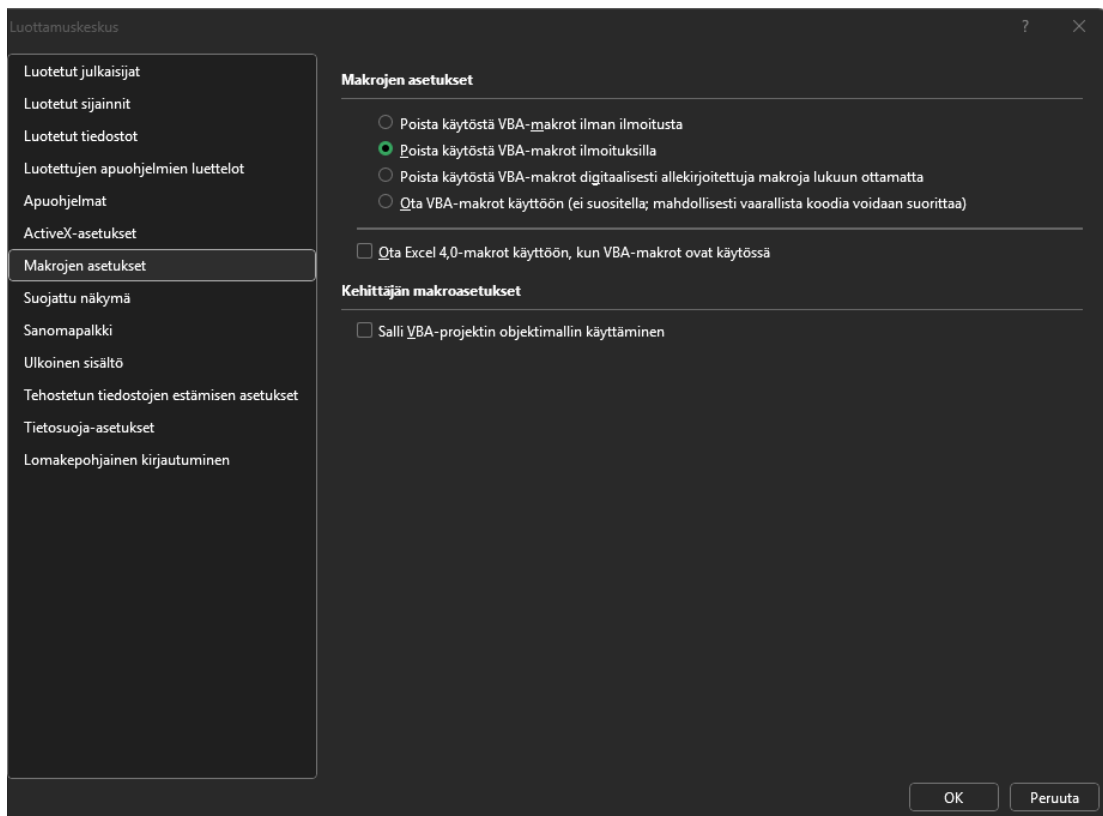 Luottamuskeskus
?
Luotetut julkaisijat
Luotetut sijainnit
Luotetut tiedostot
Luotettujen apuohjelmien luettelot
Apuohjelmat
ActiveX-asetukset
Makrojen asetukset
Suojattu näkymä
Sanomapalkki
Ulkoinen sisältö
Tehostetun tiedostojen estämisen asetukset
Tietosuoja-asetukset
Lomakepohjainen kirjautuminen
Makrojen asetukset
Poista käytöstä VBA-makrot ilman ilmoitusta
Poista käytöstä VBA-makrot ilmoituksilla
Poista käytöstä VBA-makrot digitaalisesti allekirjoitettuja makroja lukuun ottamatta
Ota VBA-makrot käyttöön (ei suositella; mahdollisesti vaarallista koodia voidaan suorittaa)
Ota Excel 4,0-makrot käyttöön, kun VBA-makrot ovat käytössä
Kehittäjän makroasetukset
Salli VBA-projektin objektimallin käyttäminen
OK
Peruuta